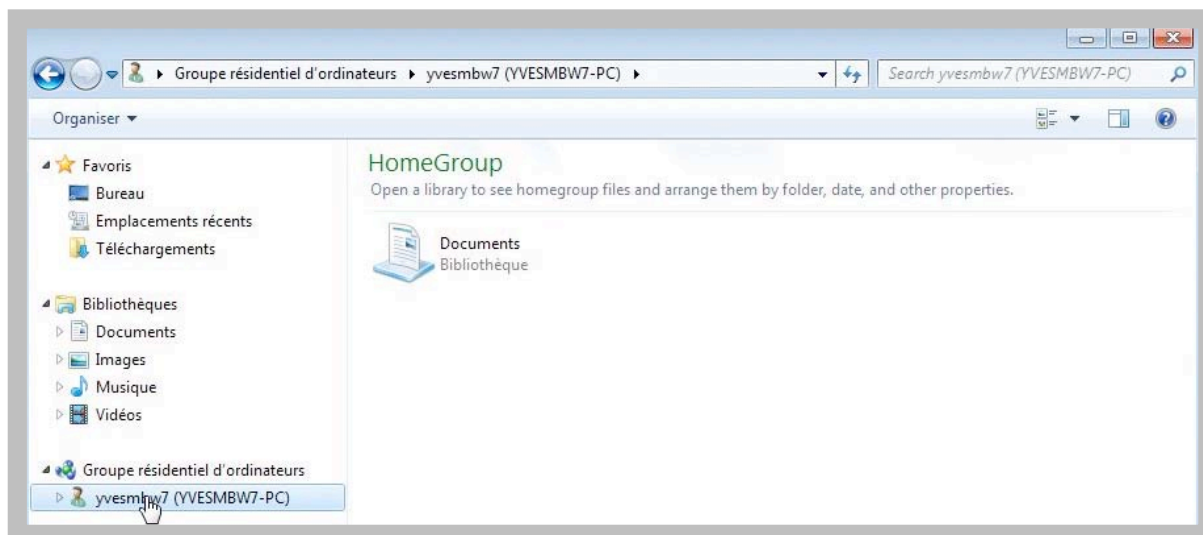 Groupe résidentiel d'ordinateurs yvesmbw7 (YVESMBW7-PC)
Search yvesmbw7 (YVESMBW7-PC)
Organiser
Favoris
Bureau
Emplacements récents
Téléchargements
Bibliothèques
Documents
Images
Musique
Vidéos
Groupe résidentiel d'ordinateurs
yvesmbw7 (YVESMBW7-PC)
HomeGroup
Open a library to see homegroup files and arrange them by folder, date, and other properties.
Documents
Bibliothèque